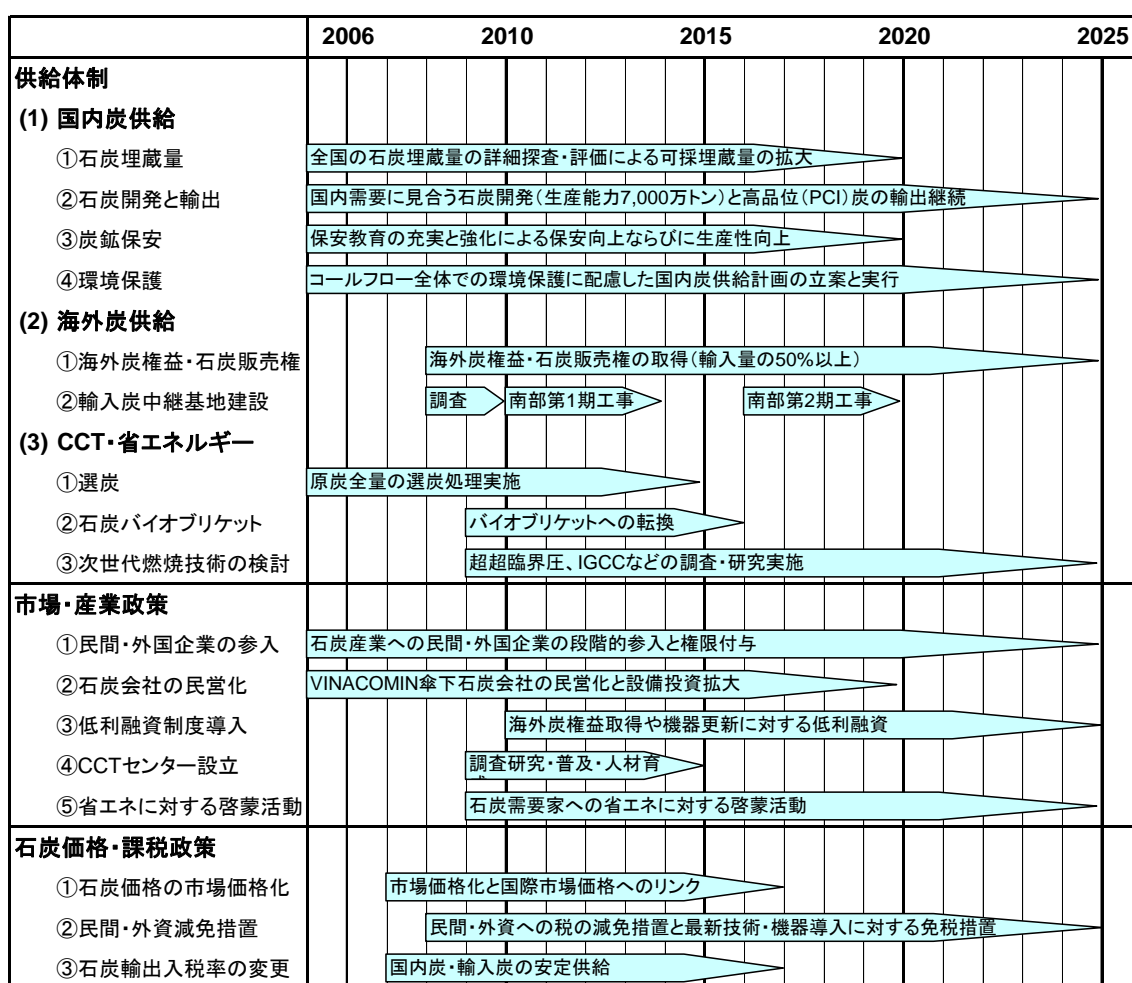 2006 2010 2015 2020 2025
供給体制
(1) 国内炭供給
①石炭埋蔵量 全国の石炭埋蔵量の詳細探査・評価による可採埋蔵量の拡大
②石炭開発と輸出 国内需要に見合う石炭開発(生産能力7,000万トン)と高品位(PCI)炭の輸出継続
③炭鉱保安 保安教育の充実と強化による保安向上ならびに生産性向上
④環境保護 コールフロー全体での環境保護に配慮した国内炭供給計画の立案と実行
(2) 海外炭供給
①海外炭権益・石炭販売権 海外炭権益・石炭販売権の取得(輸入量の50%以上)
②輸入炭中継基地建設 調査 南部第1期工事 南部第2期工事
(3) CCT・省エネルギー
①選炭 原炭全量の選炭処理実施
②石炭バイオブリケット バイオブリケットへの転換
③次世代燃焼技術の検討 超超臨界圧、IGCCなどの調査・研究実施
市場・産業政策
①民間・外国企業の参入 石炭産業への民間・外国企業の段階的参入と権限付与
②石炭会社の民営化 VINACOMIN傘下石炭会社の民営化と設備投資拡大
③低利融資制度導入 海外炭権益取得や機器更新に対する低利融資
④CCTセンター設立 調査研究・普及・人材育
⑤省エネに対する啓蒙活動 石炭需要家への省エネに対する啓蒙活動
石炭価格・課税政策
①石炭価格の市場価格化 市場価格化と国際市場価格へのリンク
②民間・外資減免措置 民間・外資への税の減免措置と最新技術・機器導入に対する免税措置
③石炭輸出入税率の変更 国内炭・輸入炭の安定供給